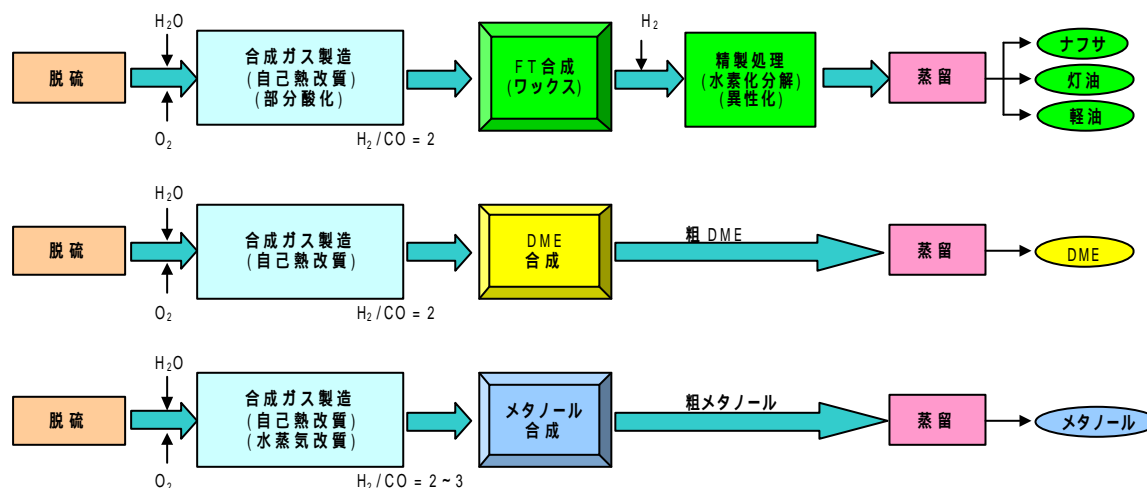 H₂O
脱硫
O₂
合成ガス製造
(自己熱改質)
(部分酸化)
H₂/CO = 2
FT合成
(ワックス)
H₂
精製処理
(水素化分解)
(異性化)
蒸留
ナフサ
灯油
軽油
H₂O
脱硫
O₂
合成ガス製造
(自己熱改質)
H₂/CO = 2
DME
合成
粗 DME
蒸留
DME
H₂O
脱硫
O₂
合成ガス製造
(自己熱改質)
(水蒸気改質)
H₂/CO = 2 ~ 3
メタノール
合成
粗メタノール
蒸留
メタノール